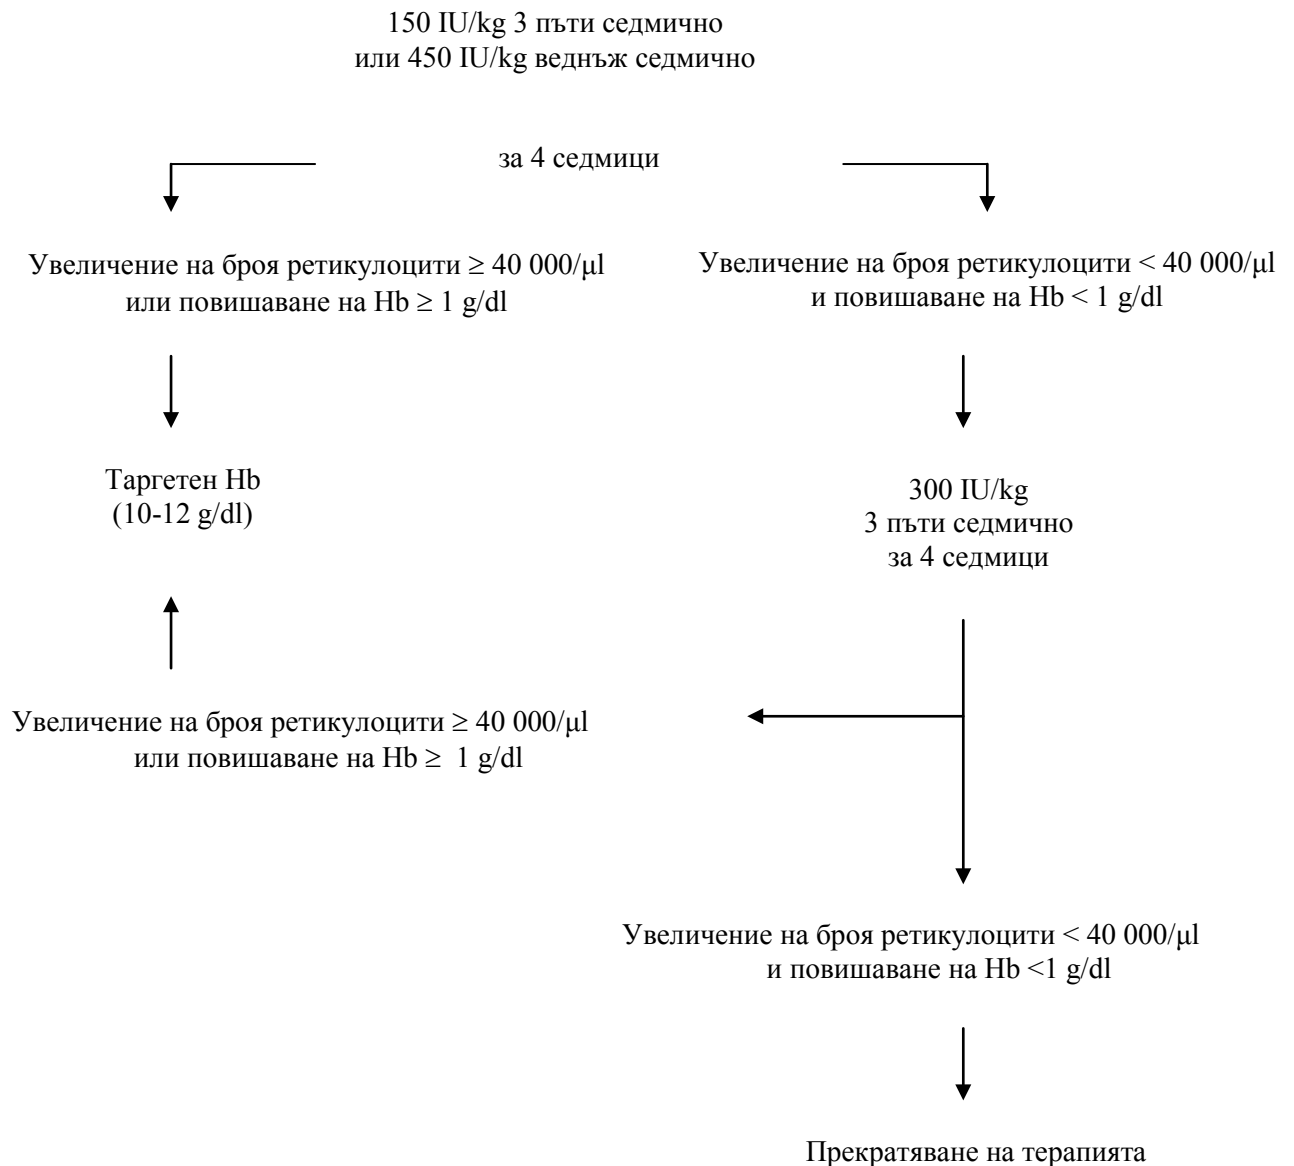 150 IU/kg 3 пъти седмично
или 450 IU/kg веднъж седмично
за 4 седмици
Увеличение на броя ретикулоцити ≥ 40 000/μl
или повишаване на Hb ≥ 1 g/dl
Увеличение на броя ретикулоцити < 40 000/μl
и повишаване на Hb < 1 g/dl
Таргетен Hb
(10-12 g/dl)
300 IU/kg
3 пъти седмично
за 4 седмици
Увеличение на броя ретикулоцити ≥ 40 000/μl
или повишаване на Hb ≥ 1 g/dl
Увеличение на броя ретикулоцити < 40 000/μl
и повишаване на Hb <1 g/dl
Прекратяване на терапията